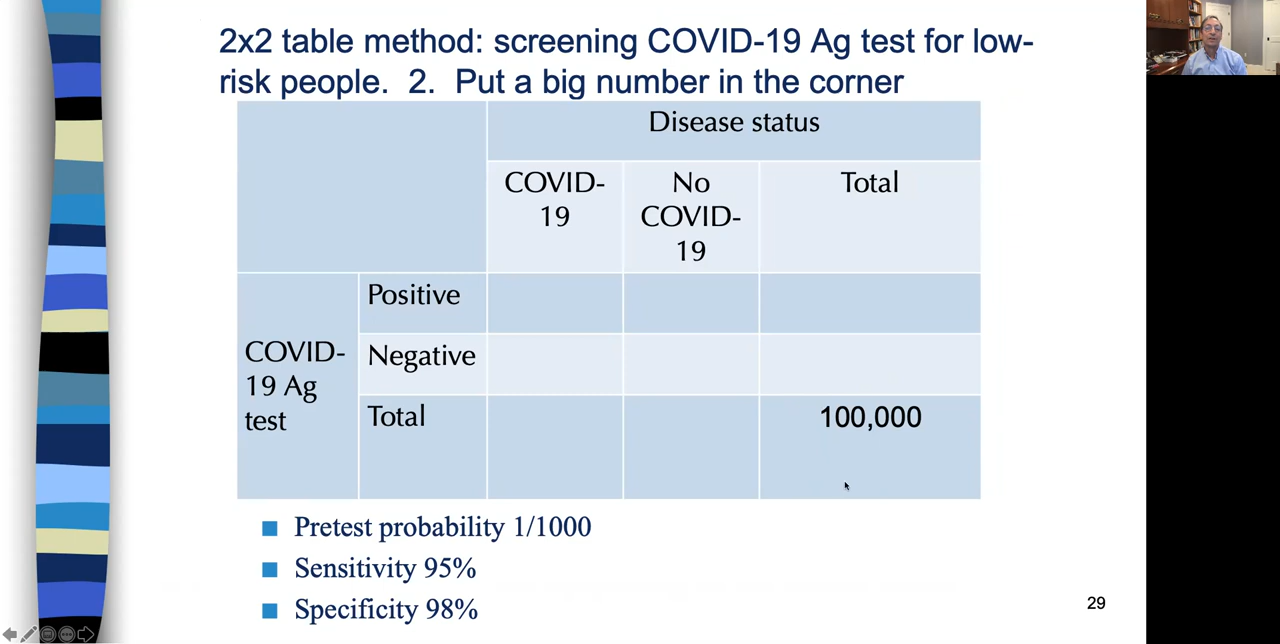 2x2 table method: screening COVID-19 Ag test for low-
risk people.  2.  Put a big number in the corner
Disease status
COVID-
19
No
COVID-
19
Total
COVID-
19 Ag
test
Positive
Negative
Total
100,000
Pretest probability 1/1000
Sensitivity 95%
Specificity 98%
29